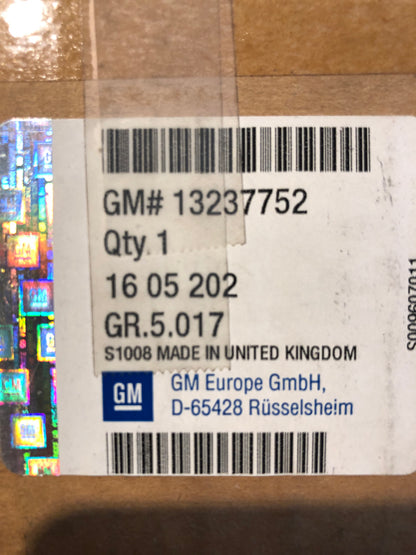 GM# 13237752
Qty. 1
16 05 202
GR.5.017
S1008 MADE IN UNITED KINGDOM
GM
GM Europe GmbH,
D-65428 Rüsselsheim
S0096077011